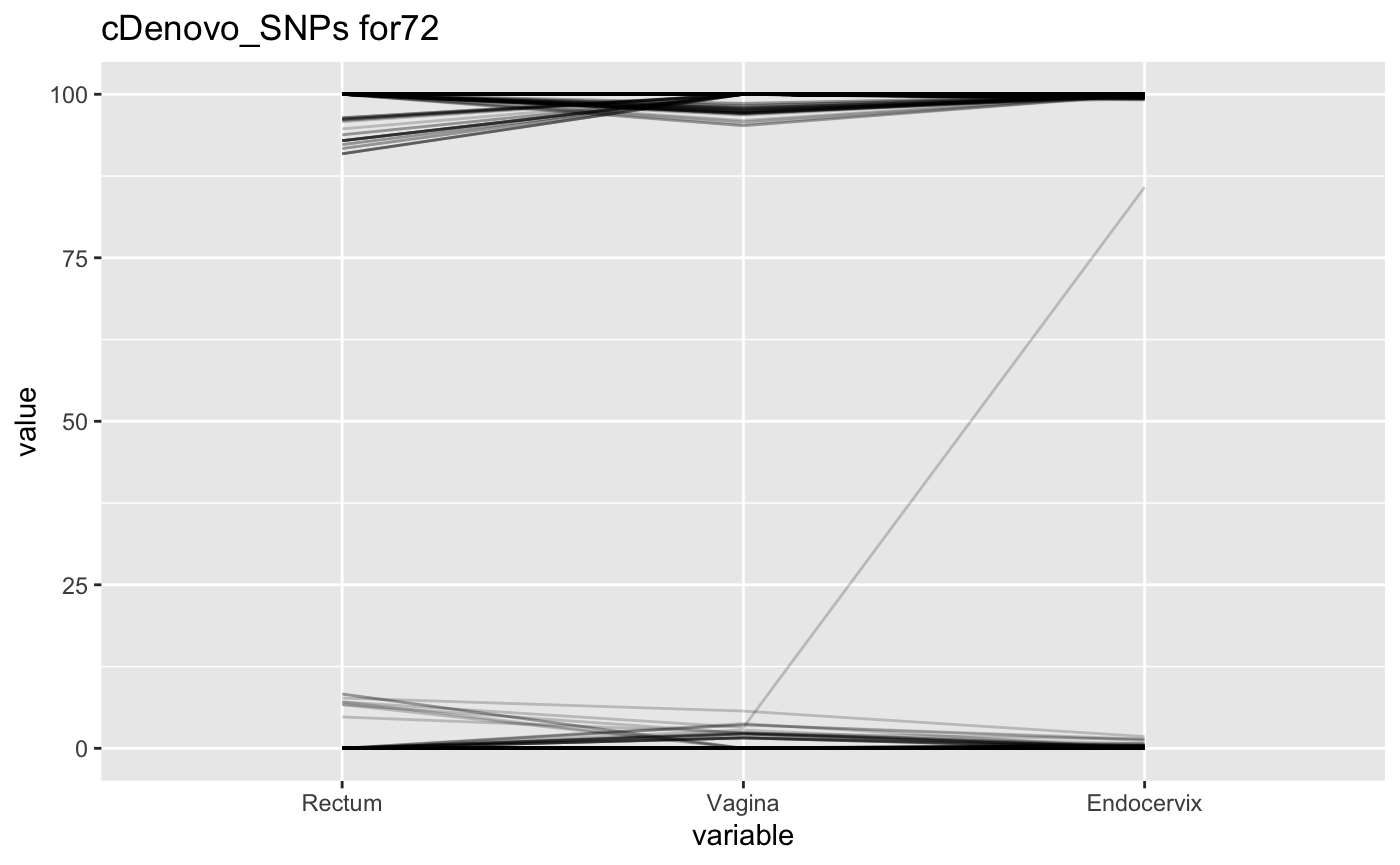 cDenovo_SNPs for72
100
75
50
25
0
value
Rectum Vagina Endocervix
variable